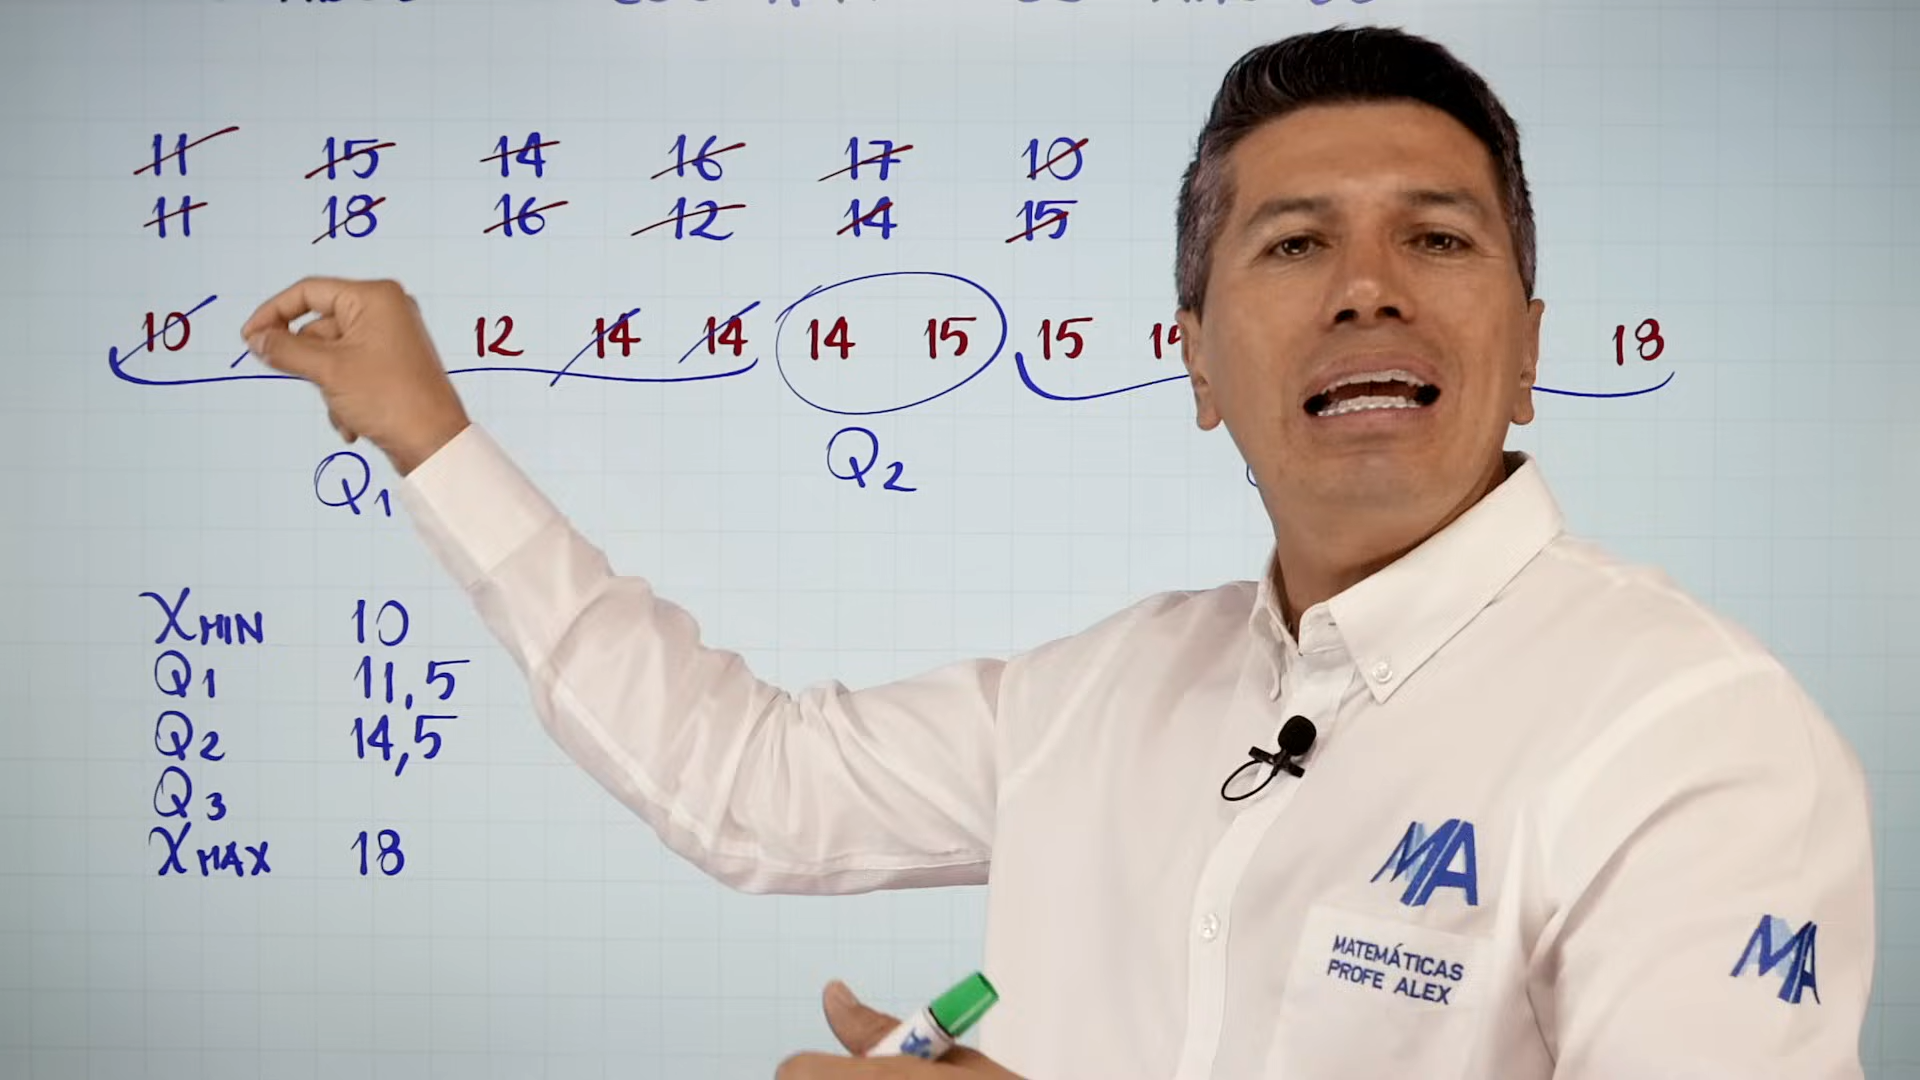 11 15 14 16 17 10
11 18 16 12 14 15
10 12 14 14 14 15 15 18
Q1 Q2
XMIN 10
Q1 11,5
Q2 14,5
Q3
XMAX 18
MA
MATEMÁTICAS
PROFE ALEX
MA